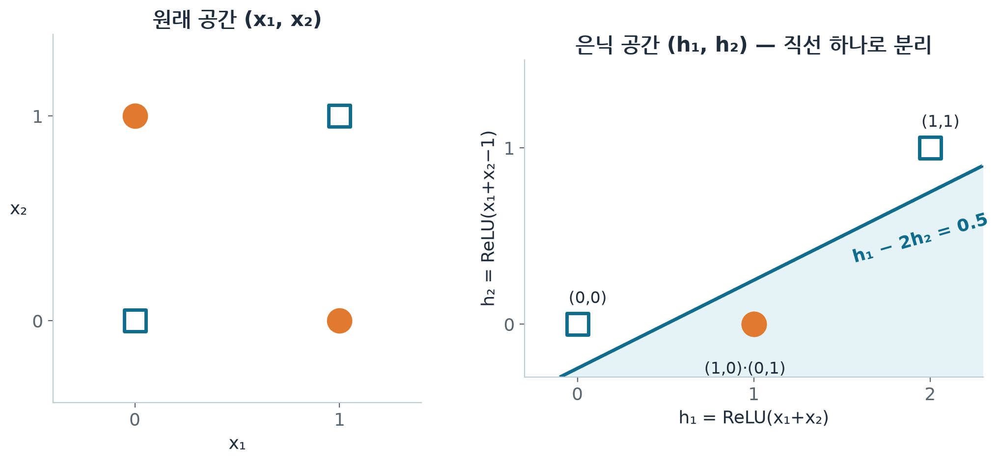 원래 공간 (x₁, x₂)
1
x₂
0
0 1
x₁
은닉 공간 (h₁, h₂) — 직선 하나로 분리
h₂ = ReLU(x₁+x₂−1)
(1,1)
1
h₁ − 2h₂ = 0.5
(0,0)
0
(1,0)·(0,1)
0 1 2
h₁ = ReLU(x₁+x₂)